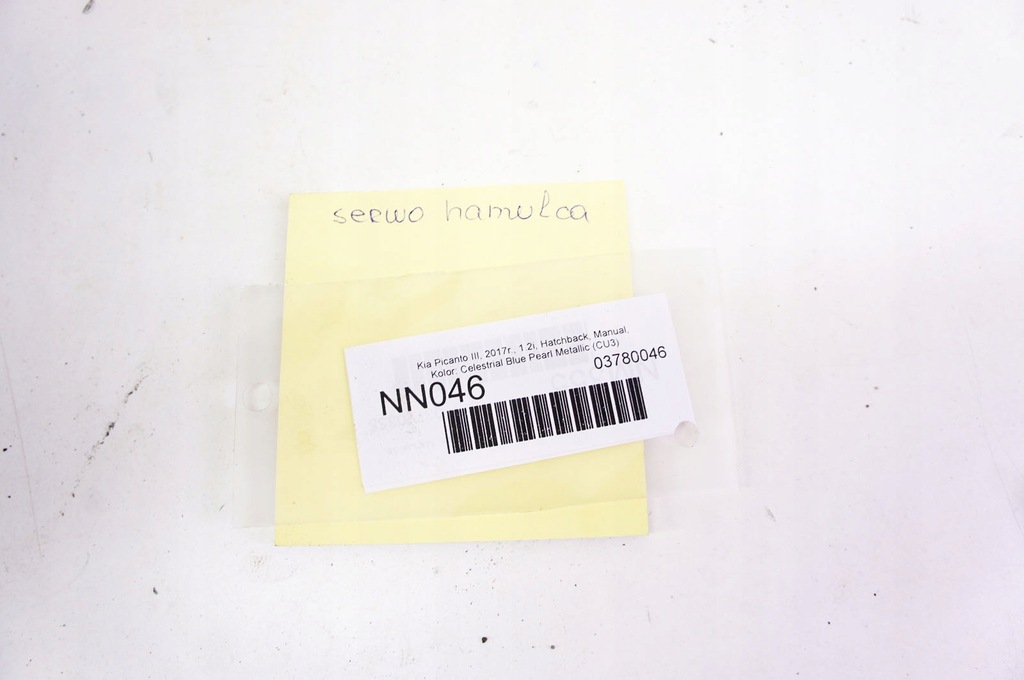 serwo hamulca
Kia Picanto III, 2017r., 1.2i, Hatchback, Manual,
Kolor: Celestrial Blue Pearl Metallic (CU3)
03780046
NN046